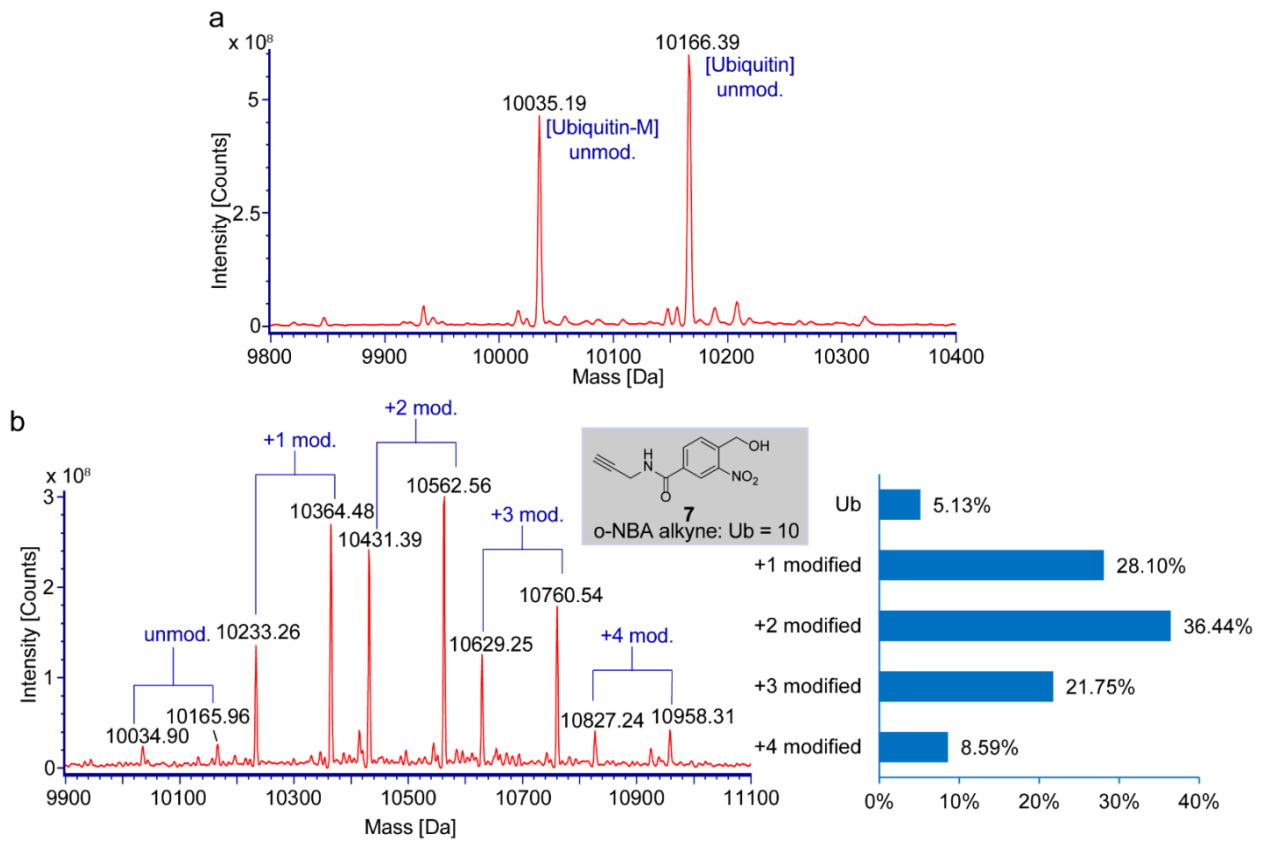 a
x 10⁸
10166.39
[Ubiquitin]
unmod.
10035.19
[Ubiquitin-M]
unmod.
5
2.5
0
Intensity [Counts]
9800 9900 10000 10100 10200 10300 10400
Mass [Da]
b
x 10⁸
+2 mod.
+1 mod.
10562.56
10364.48
10431.39
+3 mod.
10760.54
unmod.
10233.26
10629.25
+4 mod.
10165.96
10034.90
10827.24
10958.31
3
2
1
0
Intensity [Counts]
9900 10100 10300 10500 10700 10900 11100
Mass [Da]
H
N
O
OH
NO₂
7
o-NBA alkyne: Ub = 10
Ub 5.13%
+1 modified 28.10%
+2 modified 36.44%
+3 modified 21.75%
+4 modified 8.59%
0% 10% 20% 30% 40%